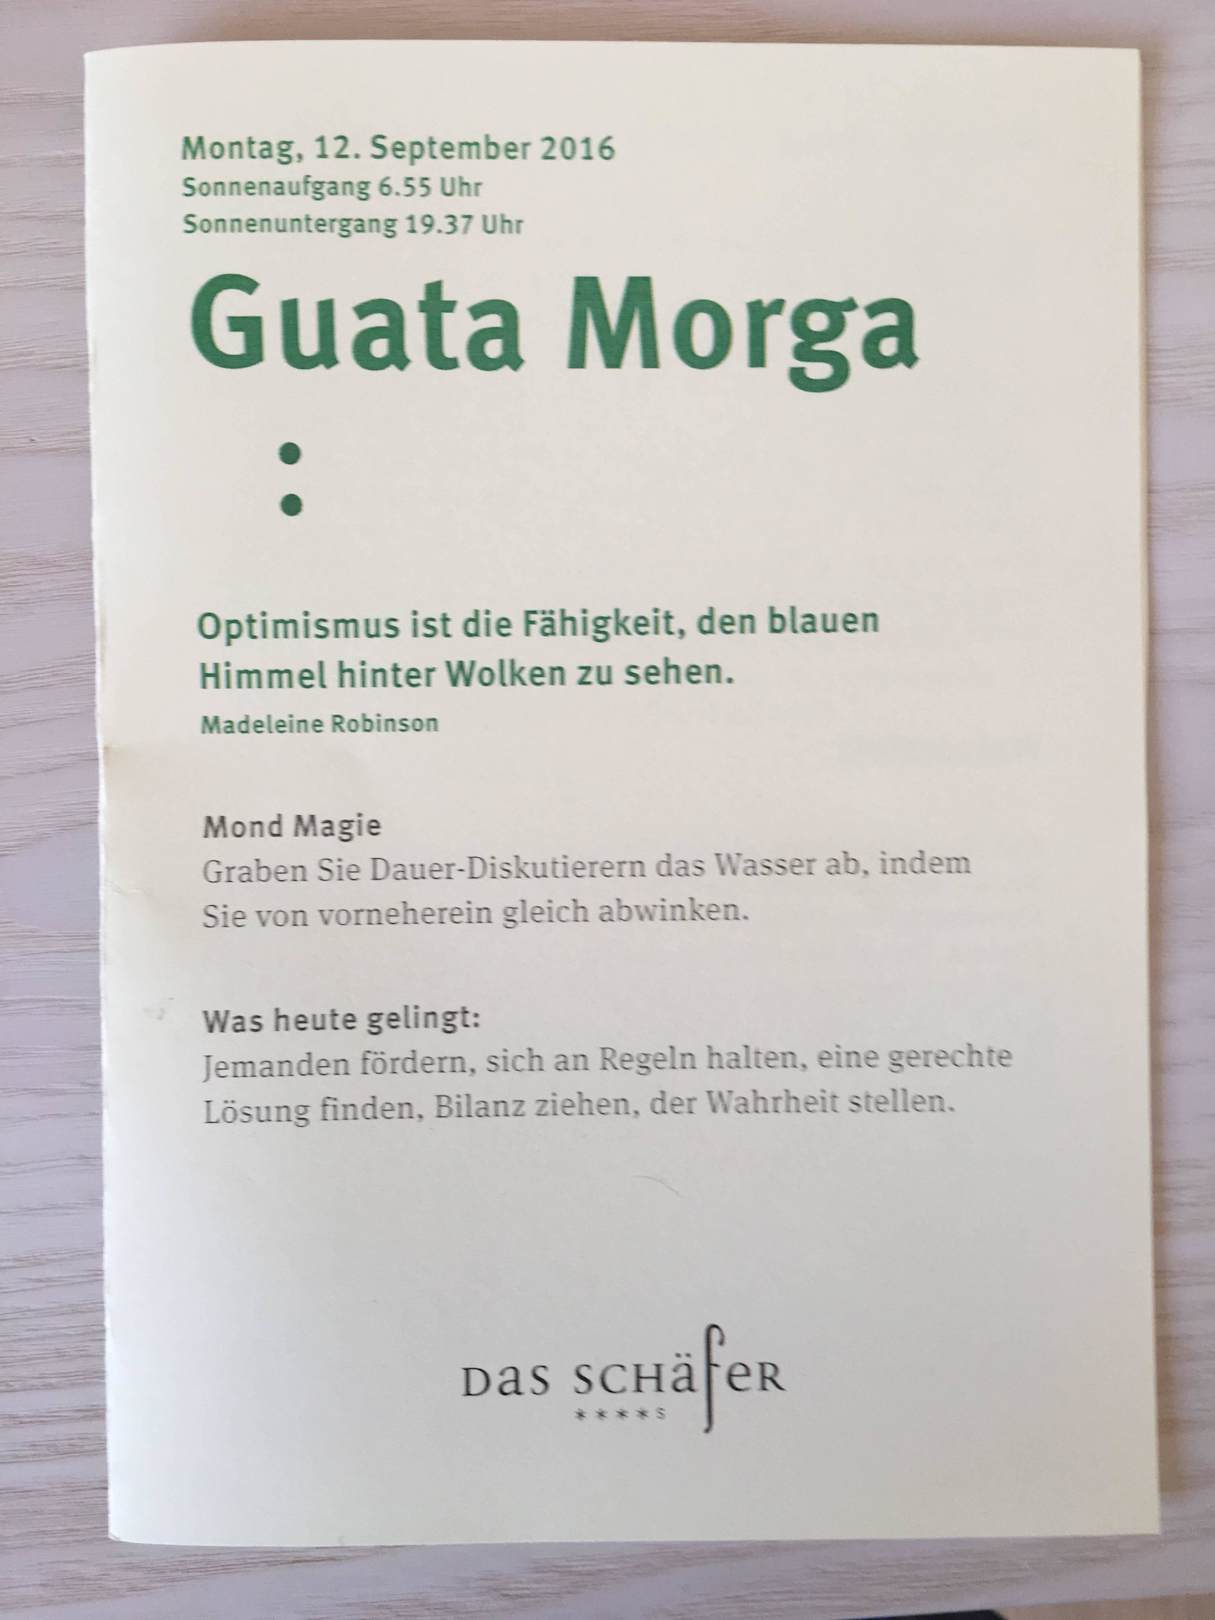 Montag, 12. September 2016
Sonnenaufgang 6.55 Uhr
Sonnenuntergang 19.37 Uhr
Guata Morga
:
Optimismus ist die Fähigkeit, den blauen
Himmel hinter Wolken zu sehen.
Madeleine Robinson
Mond Magie
Graben Sie Dauer-Diskutierern das Wasser ab, indem
Sie von vorneherein gleich abwinken.
Was heute gelingt:
Jemanden fördern, sich an Regeln halten, eine gerechte
Lösung finden, Bilanz ziehen, der Wahrheit stellen.
Das Schäfer
****s